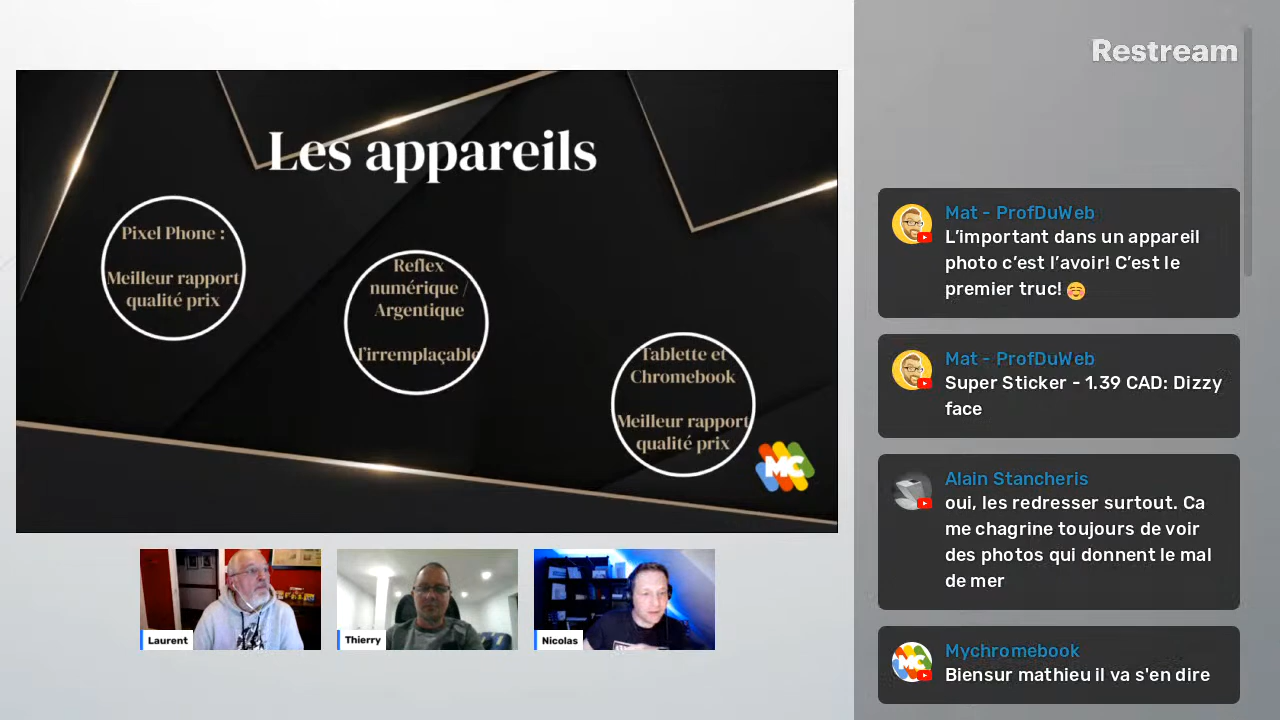 Restream
Les appareils
Pixel Phone :
Meilleur rapport
qualité prix
Reflex
numérique /
Argentique
l'irremplaçable
Tablette et
Chromebook
Meilleur rapport
qualité prix
MC
Laurent
Thierry
Nicolas
Mat - ProfDuWeb
L’important dans un appareil
photo c’est l’avoir! C’est le
premier truc! ☺️
Mat - ProfDuWeb
Super Sticker - 1.39 CAD: Dizzy
face
Alain Stancheris
oui, les redresser surtout. Ca
me chagrine toujours de voir
des photos qui donnent le mal
de mer
MC
Mychromebook
Biensur mathieu il va s'en dire